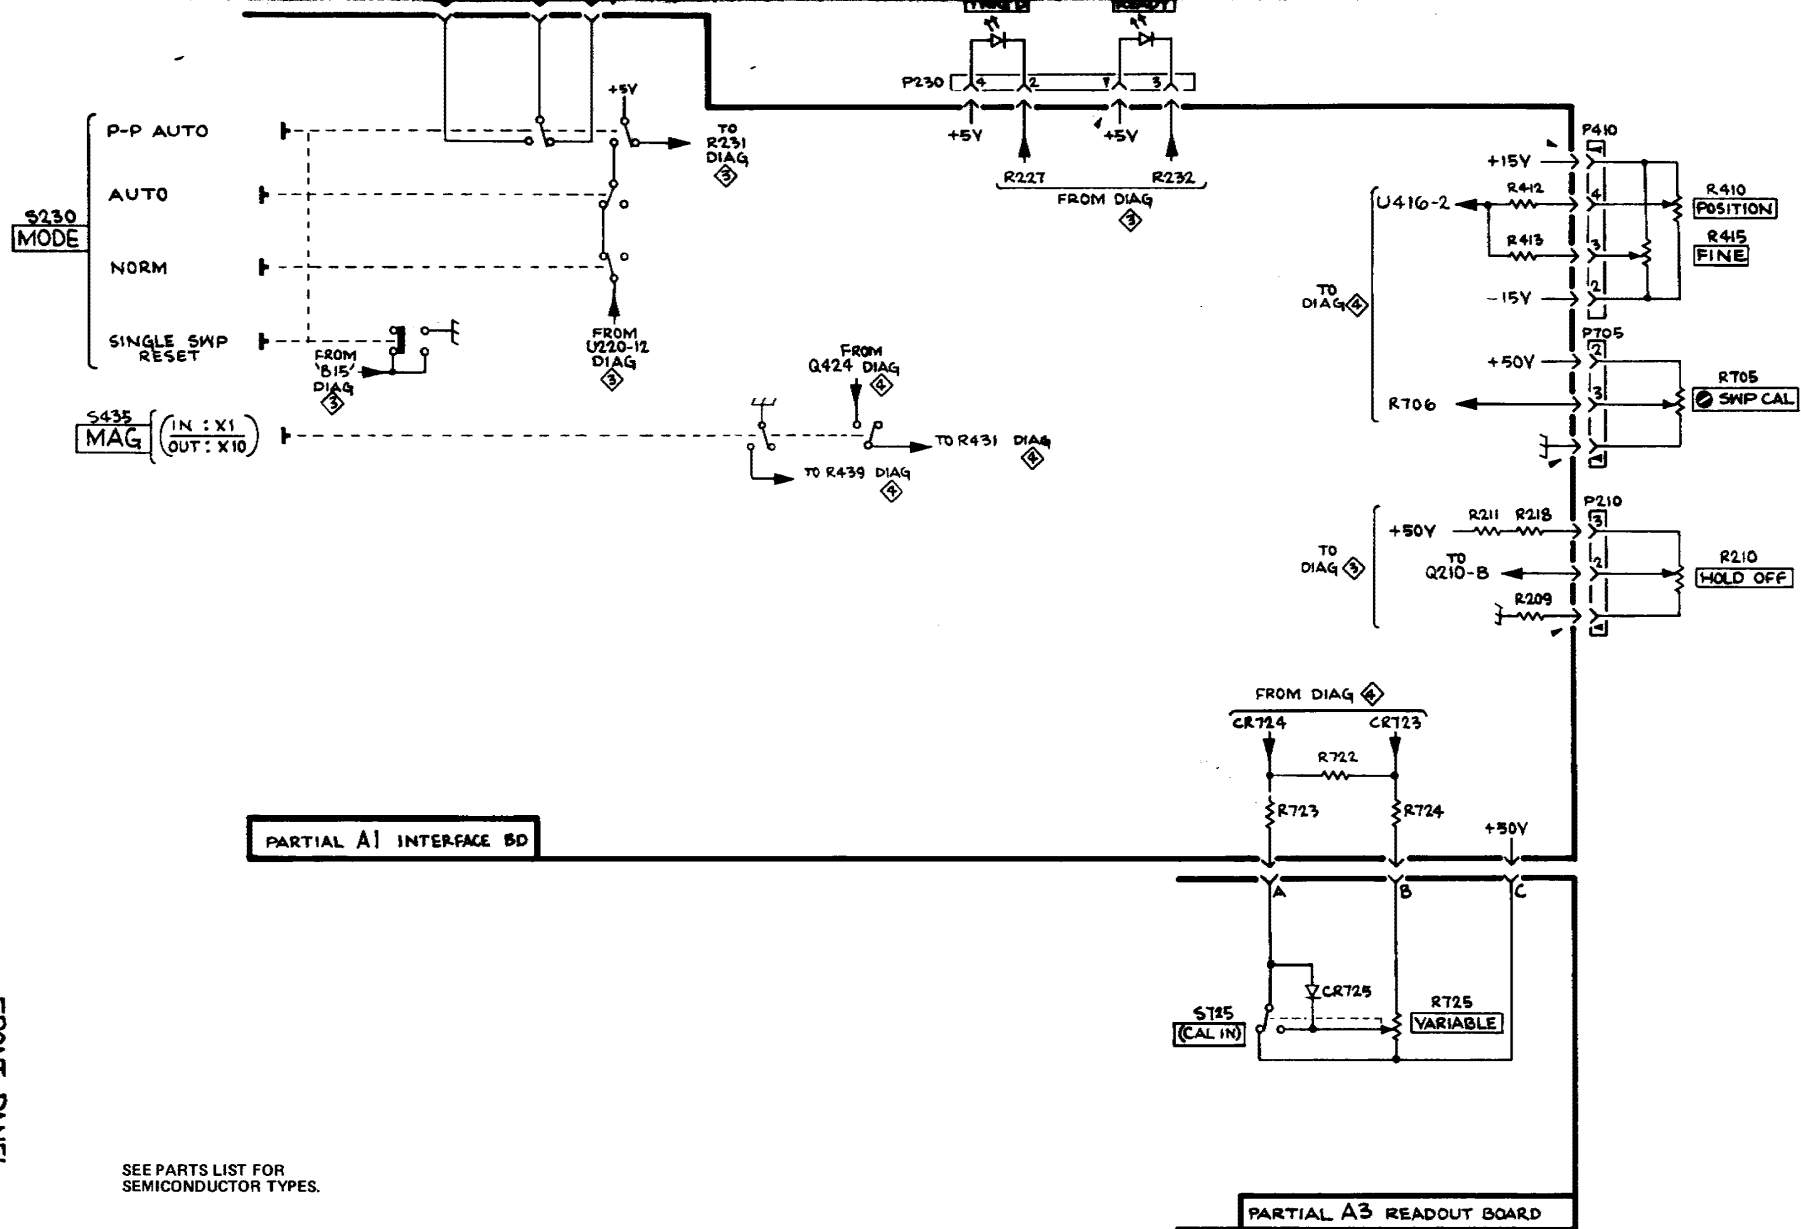 P230
4
2
3
+5V
+5V
+5V
R227
R232
FROM DIAG
3
P-P AUTO
AUTO
NORM
SINGLE SWP
RESET
S230
MODE
TO
R231
DIAG
3
FROM
'B15'
DIAG
3
FROM
U220-12
DIAG
3
S435
MAG
IN : X1
OUT : X10
FROM
Q424 DIAG
4
TO R431 DIAG
4
TO R439 DIAG
4
P410
+15V
U416-2
R412
4
R410
POSITION
R413
3
R415
FINE
-15V
2
TO
DIAG 4
P705
+50V
2
R706
3
R705
SWP CAL
P210
+50V
R211
R218
3
TO
DIAG 3
TO
Q210-B
2
R210
HOLD OFF
R209
FROM DIAG 4
CR724
CR723
R722
R723
R724
+50V
PARTIAL A1 INTERFACE BD
A
B
C
CR725
S725
(CAL IN)
R725
VARIABLE
SEE PARTS LIST FOR
SEMICONDUCTOR TYPES.
PARTIAL A3 READOUT BOARD